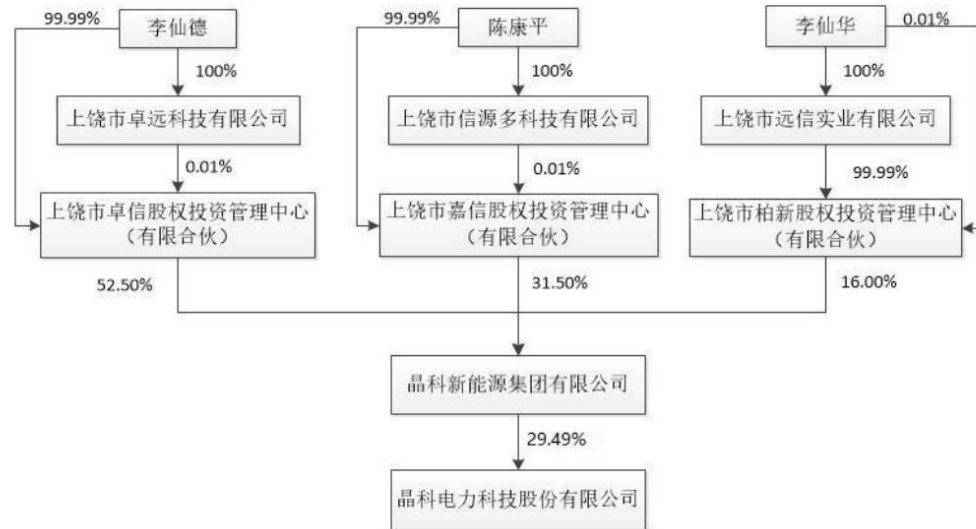 99.99%
李仙德
99.99%
陈康平
李仙华
0.01%
100%
100%
100%
上饶市卓远科技有限公司
上饶市信源多科技有限公司
上饶市远信实业有限公司
0.01%
0.01%
99.99%
上饶市卓信股权投资管理中心
（有限合伙）
上饶市嘉信股权投资管理中心
（有限合伙）
上饶市柏新股权投资管理中心
（有限合伙）
52.50%
31.50%
16.00%
晶科新能源集团有限公司
29.49%
晶科电力科技股份有限公司